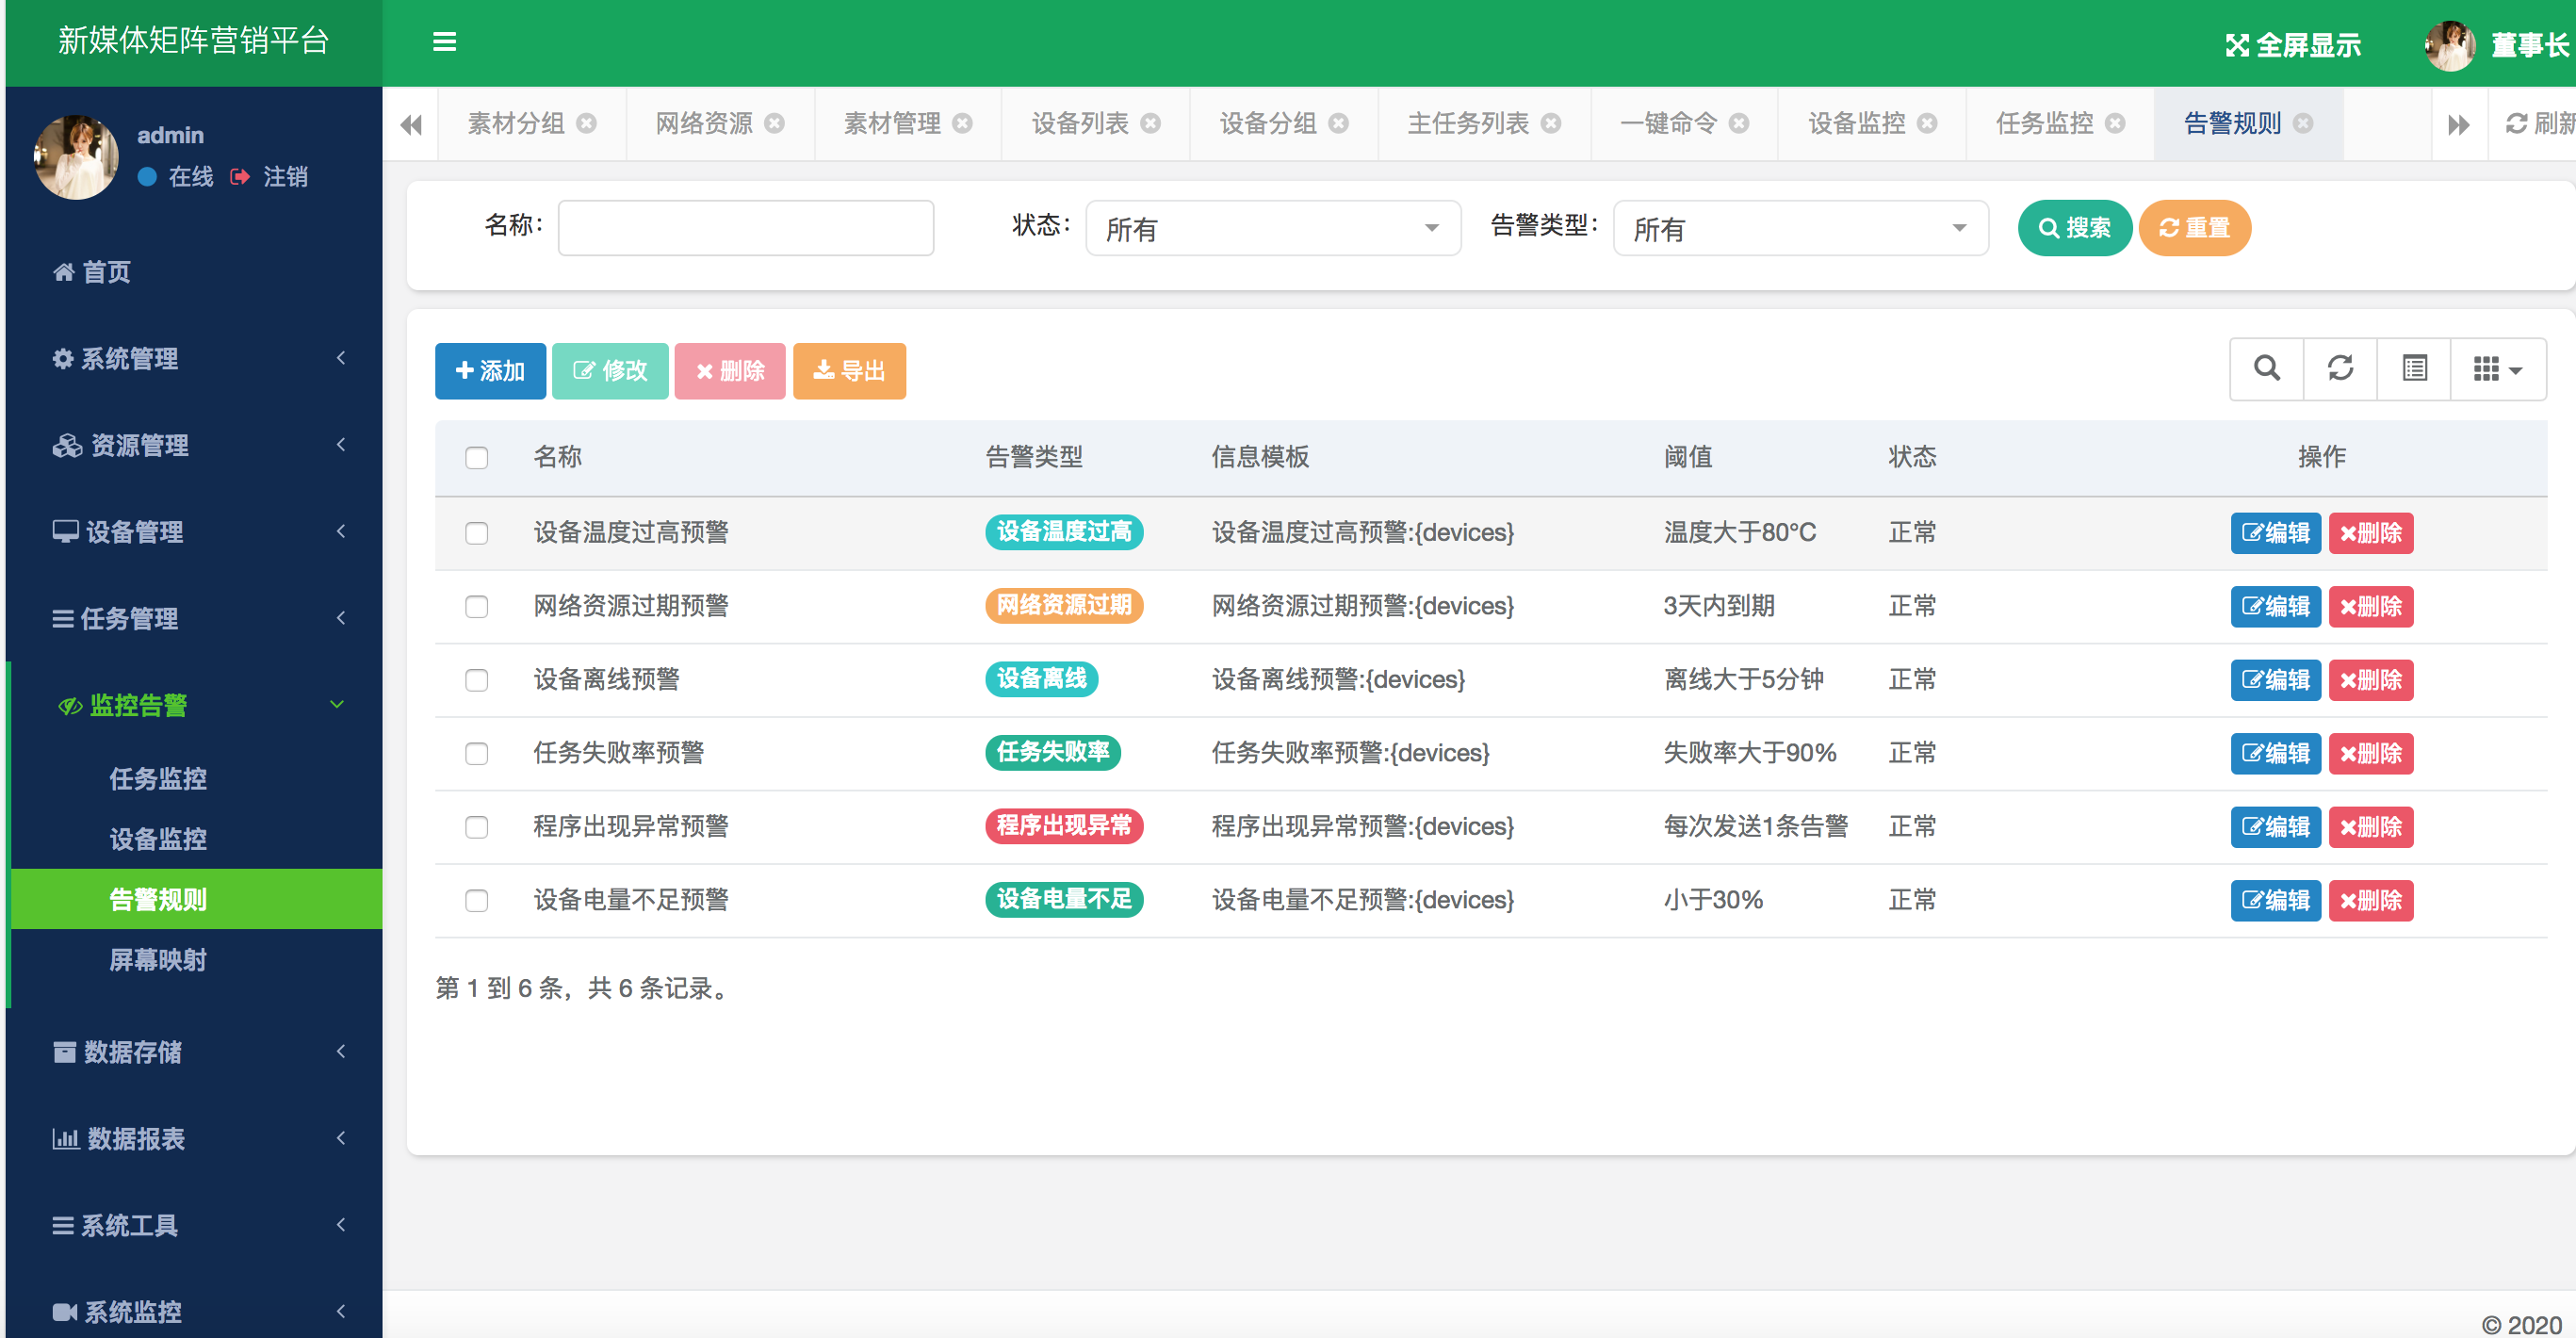 新媒体矩阵营销平台
全屏显示
董事长
admin
在线 注销
首页
系统管理
资源管理
设备管理
任务管理
监控告警
任务监控
设备监控
告警规则
屏幕映射
数据存储
数据报表
系统工具
系统监控
素材分组 网络资源 素材管理 设备列表 设备分组 主任务列表 一键命令 设备监控 任务监控 告警规则 刷新
名称： 状态： 所有 告警类型： 所有 搜索 重置
添加 修改 删除 导出
名称 告警类型 信息模板 阈值 状态 操作
设备温度过高预警 设备温度过高 设备温度过高预警:{devices} 温度大于80°C 正常 编辑 删除
网络资源过期预警 网络资源过期 网络资源过期预警:{devices} 3天内到期 正常 编辑 删除
设备离线预警 设备离线 设备离线预警:{devices} 离线大于5分钟 正常 编辑 删除
任务失败率预警 任务失败率 任务失败率预警:{devices} 失败率大于90% 正常 编辑 删除
程序出现异常预警 程序出现异常 程序出现异常预警:{devices} 每次发送1条告警 正常 编辑 删除
设备电量不足预警 设备电量不足 设备电量不足预警:{devices} 小于30% 正常 编辑 删除
第 1 到 6 条，共 6 条记录。
© 2020